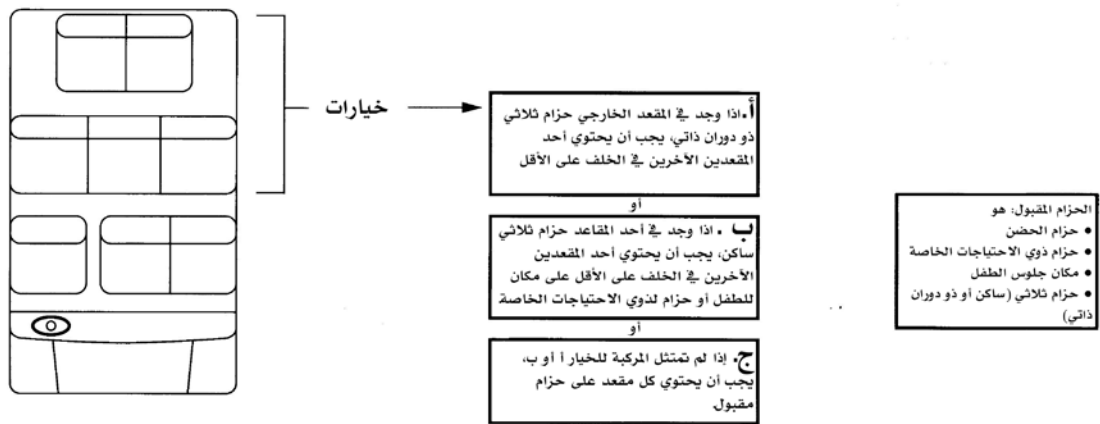 خيارات
أ. اذا وجد في المقعد الخارجي حزام ثلاثي
ذو دوران ذاتي، يجب أن يحتوي أحد
المقعدين الآخرين في الخلف على الأقل
أو
ب . اذا وجد في أحد المقاعد حزام ثلاثي
ساكن، يجب أن يحتوي أحد المقعدين
الآخرين في الخلف على الأقل على مكان
للطفل أو حزام لذوي الاحتياجات الخاصة
أو
ج. إذا لم تمتثل المركبة للخيار أ أو ب،
يجب أن يحتوي كل مقعد على حزام
مقبول.
الحزام المقبول: هو
• حزام الحضن
• حزام ذوي الاحتياجات الخاصة
• مكان جلوس الطفل
• حزام ثلاثي (ساكن أو ذو دوران
ذاتي)